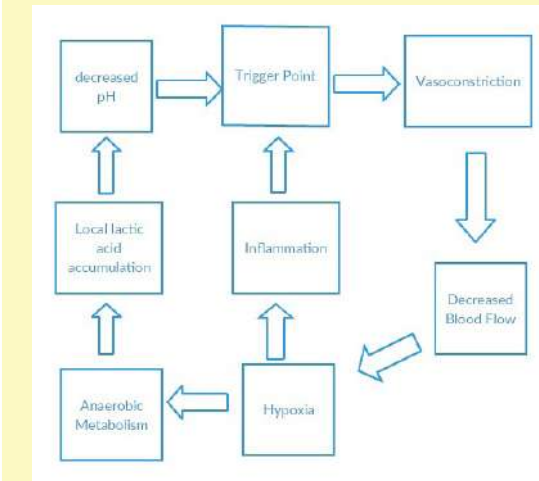 decreased
pH
Trigger Point
Vasoconstriction
Local lactic
acid
accumulation
Inflammation
Decreased
Blood Flow
Anaerobic
Metabolism
Hypoxia